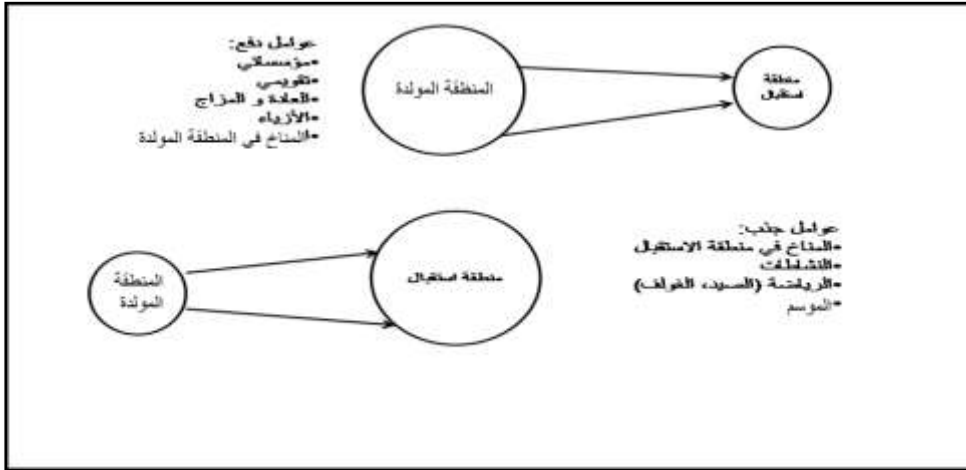 عوامل دفع:
•مؤسساتي
•تقويمي
•العادة و المزاج
•الأزياء
•المناخ في المنطقة المولدة
المنطقة المولدة
منطقة
استقبال
عوامل جذب:
•المناخ في منطقة الاستقبال
•النشاطات
•الرياضة (الصيد، الغولف)
•الموسم
منطقة استقبال
المنطقة
المولدة